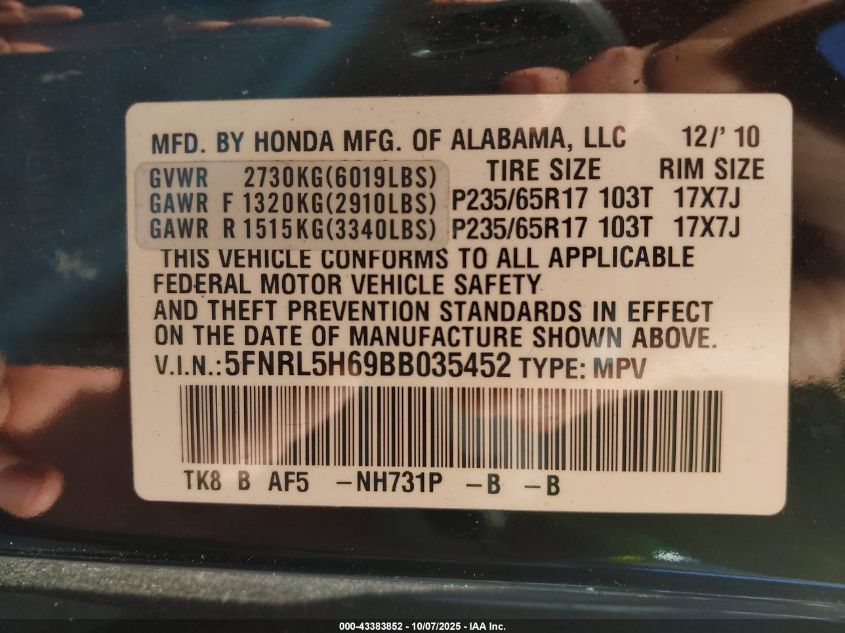 MFD. BY HONDA MFG. OF ALABAMA, LLC 12/'10
TIRE SIZE RIM SIZE
GVWR 2730KG(6019LBS)
GAWR F 1320KG(2910LBS) P235/65R17 103T 17X7J
GAWR R 1515KG(3340LBS) P235/65R17 103T 17X7J
THIS VEHICLE CONFORMS TO ALL APPLICABLE
FEDERAL MOTOR VEHICLE SAFETY
AND THEFT PREVENTION STANDARDS IN EFFECT
ON THE DATE OF MANUFACTURE SHOWN ABOVE.
V.I.N.:5FNRL5H69BB035452 TYPE: MPV
TK8 B AF5 -NH731P -B -B
000-43383852 - 10/07/2025 - IAA Inc.